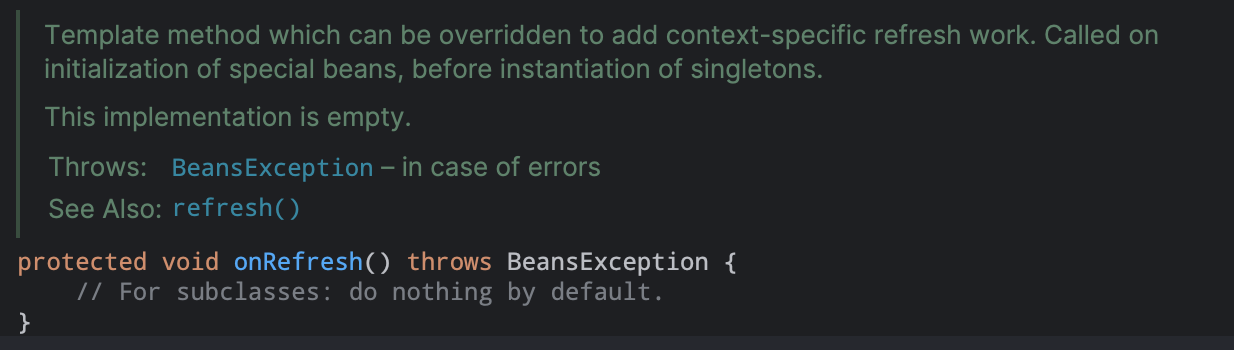 Template method which can be overridden to add context-specific refresh work. Called on
initialization of special beans, before instantiation of singletons.
This implementation is empty.
Throws: BeansException – in case of errors
See Also: refresh()
protected void onRefresh() throws BeansException {
// For subclasses: do nothing by default.
}